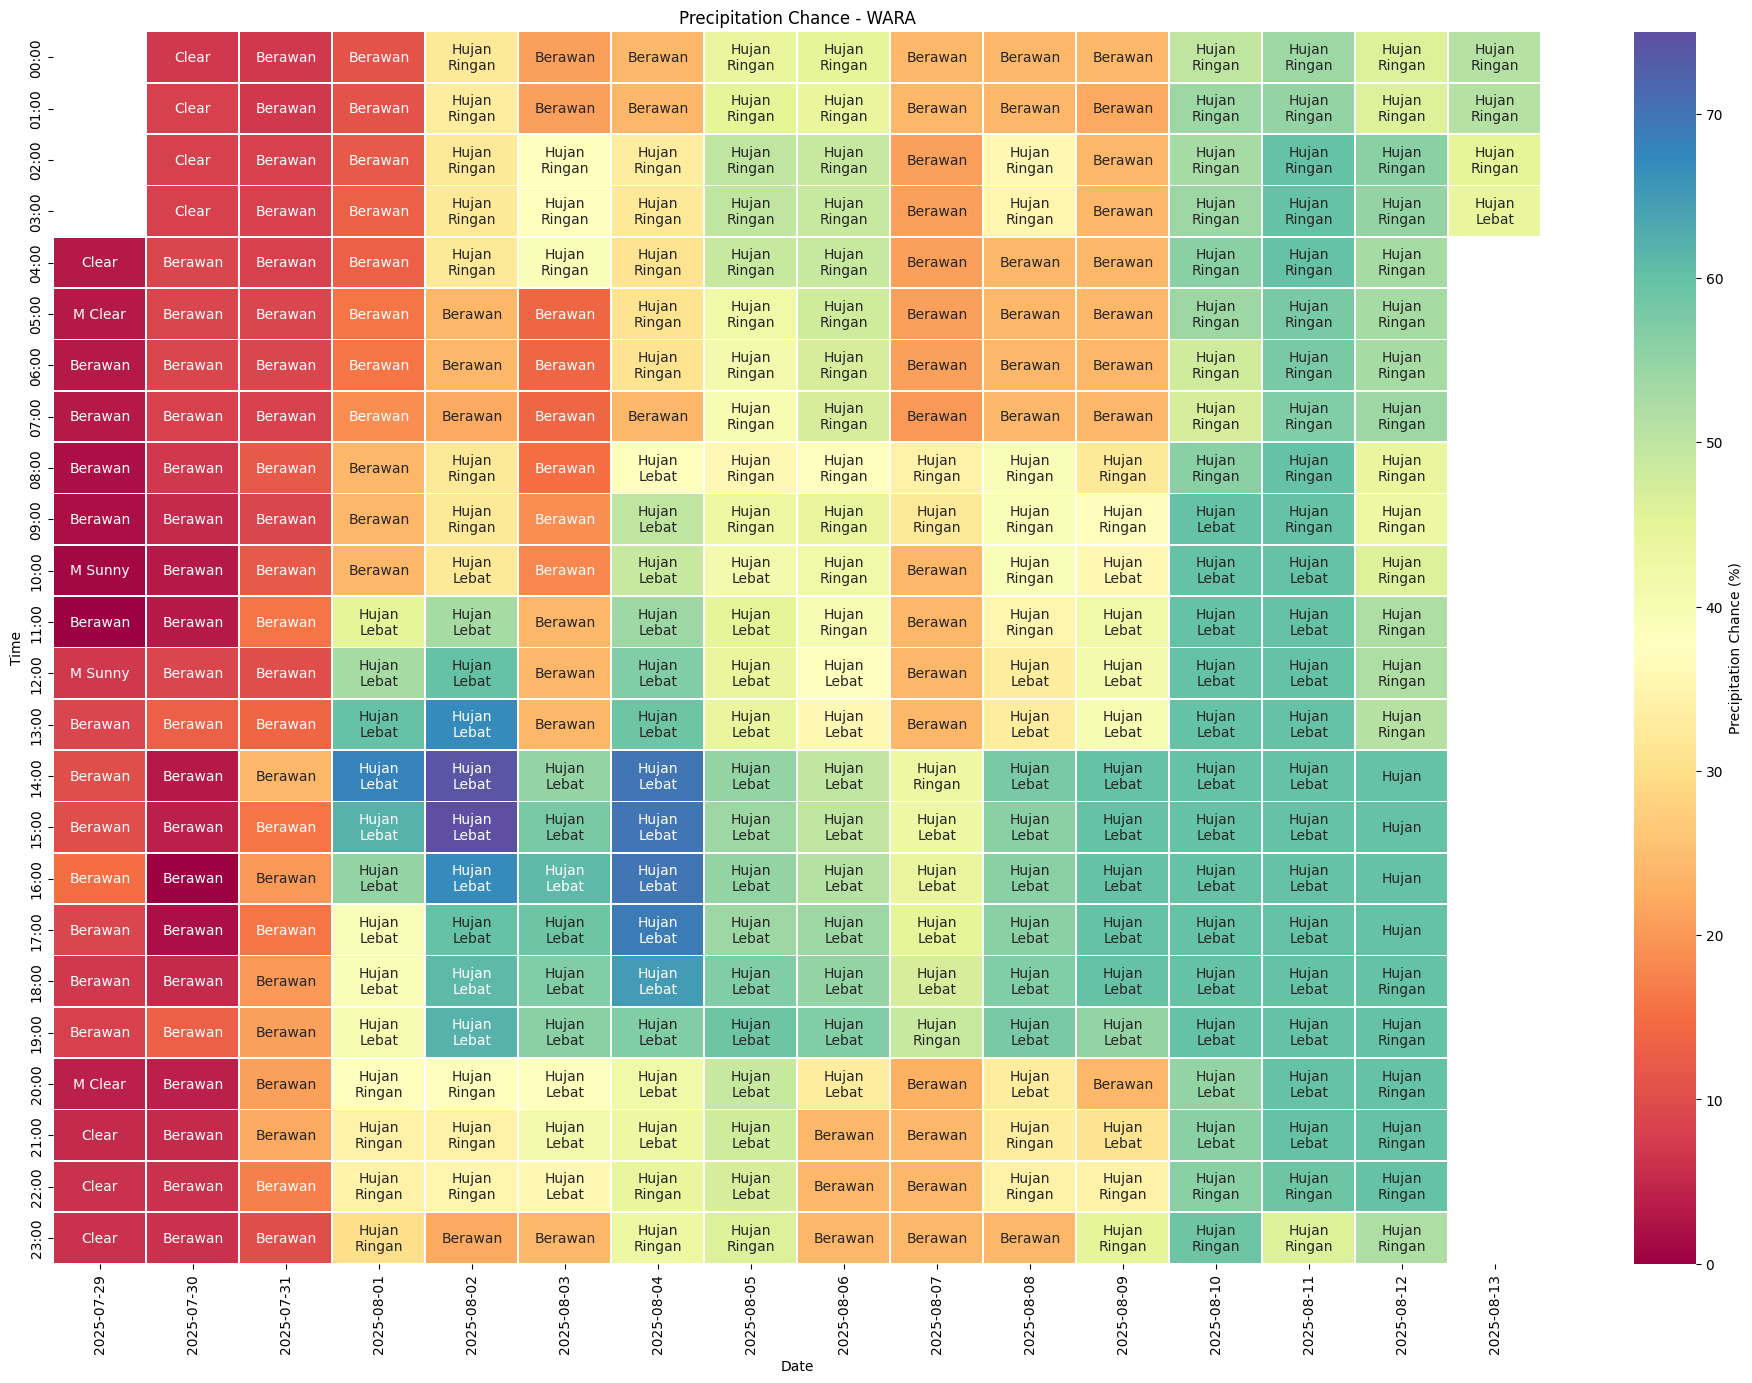 Precipitation Chance - WARA
00:00 Clear Berawan Berawan Hujan Ringan Berawan Berawan Hujan Ringan Hujan Ringan Berawan Berawan Berawan Hujan Ringan Hujan Ringan Hujan Ringan Hujan Ringan
01:00 Clear Berawan Berawan Hujan Ringan Berawan Berawan Hujan Ringan Hujan Ringan Berawan Berawan Berawan Hujan Ringan Hujan Ringan Hujan Ringan Hujan Ringan
02:00 Clear Berawan Berawan Hujan Ringan Hujan Ringan Hujan Ringan Hujan Ringan Hujan Ringan Berawan Hujan Ringan Berawan Hujan Ringan Hujan Ringan Hujan Ringan Hujan Ringan
03:00 Clear Berawan Berawan Hujan Ringan Hujan Ringan Hujan Ringan Hujan Ringan Hujan Ringan Berawan Hujan Ringan Berawan Hujan Ringan Hujan Ringan Hujan Ringan Hujan Lebat
04:00 Clear Berawan Berawan Berawan Hujan Ringan Hujan Ringan Hujan Ringan Hujan Ringan Hujan Ringan Berawan Berawan Berawan Hujan Ringan Hujan Ringan Hujan Ringan
05:00 M Clear Berawan Berawan Berawan Berawan Berawan Hujan Ringan Hujan Ringan Hujan Ringan Berawan Berawan Berawan Hujan Ringan Hujan Ringan Hujan Ringan
06:00 Berawan Berawan Berawan Berawan Berawan Berawan Hujan Ringan Hujan Ringan Hujan Ringan Berawan Berawan Berawan Hujan Ringan Hujan Ringan Hujan Ringan
07:00 Berawan Berawan Berawan Berawan Berawan Berawan Berawan Hujan Ringan Hujan Ringan Berawan Berawan Berawan Hujan Ringan Hujan Ringan Hujan Ringan
08:00 Berawan Berawan Berawan Berawan Hujan Ringan Berawan Hujan Lebat Hujan Ringan Hujan Ringan Hujan Ringan Hujan Ringan Hujan Ringan Hujan Ringan Hujan Ringan Hujan Ringan
09:00 Berawan Berawan Berawan Berawan Hujan Ringan Berawan Hujan Lebat Hujan Ringan Hujan Ringan Hujan Ringan Hujan Ringan Hujan Ringan Hujan Lebat Hujan Ringan Hujan Ringan
10:00 M Sunny Berawan Berawan Berawan Hujan Lebat Berawan Hujan Lebat Hujan Lebat Hujan Ringan Berawan Hujan Ringan Hujan Lebat Hujan Lebat Hujan Lebat Hujan Ringan
11:00 Berawan Berawan Berawan Hujan Lebat Hujan Lebat Berawan Hujan Lebat Hujan Lebat Hujan Ringan Berawan Hujan Ringan Hujan Lebat Hujan Lebat Hujan Lebat Hujan Ringan
12:00 M Sunny Berawan Berawan Hujan Lebat Hujan Lebat Berawan Hujan Lebat Hujan Lebat Hujan Lebat Berawan Hujan Lebat Hujan Lebat Hujan Lebat Hujan Lebat Hujan Ringan
13:00 Berawan Berawan Berawan Hujan Lebat Hujan Lebat Berawan Hujan Lebat Hujan Lebat Hujan Lebat Berawan Hujan Lebat Hujan Lebat Hujan Lebat Hujan Lebat Hujan Ringan
14:00 Berawan Berawan Berawan Hujan Lebat Hujan Lebat Hujan Lebat Hujan Lebat Hujan Lebat Hujan Lebat Hujan Ringan Hujan Lebat Hujan Lebat Hujan Lebat Hujan Lebat Hujan
15:00 Berawan Berawan Berawan Hujan Lebat Hujan Lebat Hujan Lebat Hujan Lebat Hujan Lebat Hujan Lebat Hujan Lebat Hujan Lebat Hujan Lebat Hujan Lebat Hujan Lebat Hujan
16:00 Berawan Berawan Berawan Hujan Lebat Hujan Lebat Hujan Lebat Hujan Lebat Hujan Lebat Hujan Lebat Hujan Lebat Hujan Lebat Hujan Lebat Hujan Lebat Hujan Lebat Hujan
17:00 Berawan Berawan Berawan Hujan Lebat Hujan Lebat Hujan Lebat Hujan Lebat Hujan Lebat Hujan Lebat Hujan Lebat Hujan Lebat Hujan Lebat Hujan Lebat Hujan Lebat Hujan
18:00 Berawan Berawan Berawan Hujan Lebat Hujan Lebat Hujan Lebat Hujan Lebat Hujan Lebat Hujan Lebat Hujan Lebat Hujan Lebat Hujan Lebat Hujan Lebat Hujan Lebat Hujan Ringan
19:00 Berawan Berawan Berawan Hujan Lebat Hujan Lebat Hujan Lebat Hujan Lebat Hujan Lebat Hujan Lebat Hujan Ringan Hujan Lebat Hujan Lebat Hujan Lebat Hujan Lebat Hujan Ringan
20:00 M Clear Berawan Berawan Hujan Ringan Hujan Ringan Hujan Lebat Hujan Lebat Hujan Lebat Hujan Lebat Berawan Hujan Lebat Berawan Hujan Lebat Hujan Lebat Hujan Ringan
21:00 Clear Berawan Berawan Hujan Ringan Hujan Ringan Hujan Lebat Hujan Lebat Hujan Lebat Berawan Berawan Hujan Ringan Hujan Lebat Hujan Lebat Hujan Lebat Hujan Ringan
22:00 Clear Berawan Berawan Hujan Ringan Hujan Ringan Hujan Lebat Hujan Ringan Hujan Lebat Berawan Berawan Hujan Ringan Hujan Ringan Hujan Ringan Hujan Ringan Hujan Ringan
23:00 Clear Berawan Berawan Hujan Ringan Berawan Berawan Hujan Ringan Hujan Ringan Berawan Berawan Berawan Hujan Ringan Hujan Ringan Hujan Ringan Hujan Ringan
2025-07-29 2025-07-30 2025-07-31 2025-08-01 2025-08-02 2025-08-03 2025-08-04 2025-08-05 2025-08-06 2025-08-07 2025-08-08 2025-08-09 2025-08-10 2025-08-11 2025-08-12 2025-08-13
Date
Time
70
60
50
40
30
20
10
0
Precipitation Chance (%)